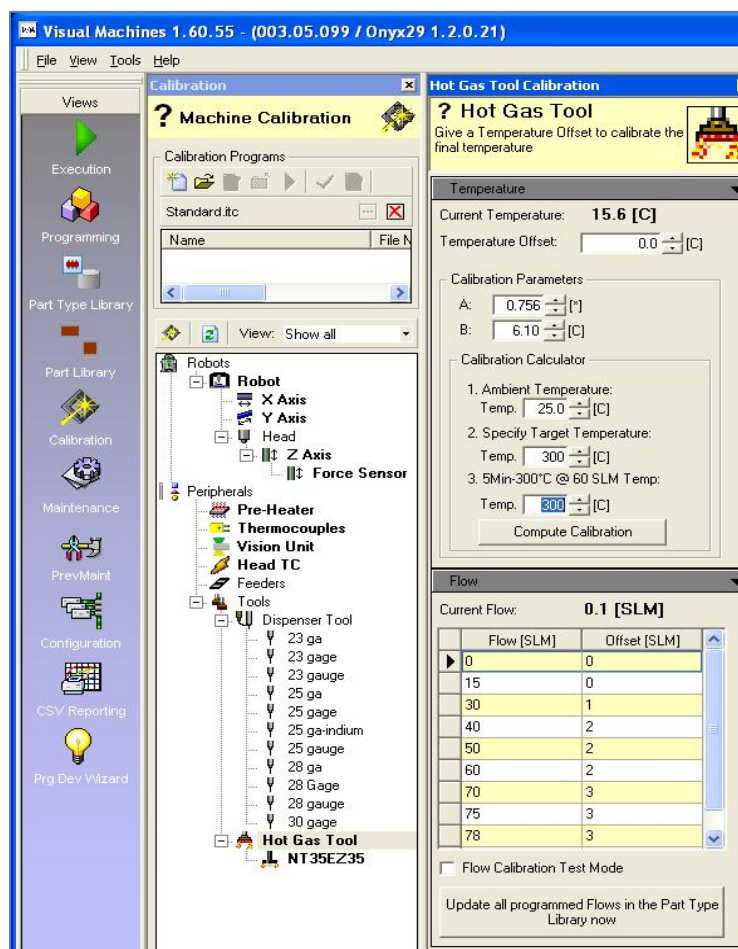 Visual Machines 1.60.55 - (003.05.099 / Onyx29 1.2.0.21)
File View Tools Help
Views
Execution
Programming
Part Type Library
Part Library
Calibration
Maintenance
PrevMaint
Configuration
CSV Reporting
Prg Dev Wizard
Calibration
? Machine Calibration
Calibration Programs
Standard.itc
...
Name File N
View: Show all
Robots
Robot
X Axis
Y Axis
Head
Z Axis
Force Sensor
Peripherals
Pre-Heater
Thermocouples
Vision Unit
Head TC
Feeders
Tools
Dispenser Tool
23 ga
23 gage
23 gauge
25 ga
25 gage
25 ga-indium
25 gauge
28 ga
28 Gage
28 gauge
30 gage
Hot Gas Tool
NT35EZ35
Hot Gas Tool Calibration
? Hot Gas Tool
Give a Temperature Offset to calibrate the
final temperature
Temperature
Current Temperature: 15.6 [C]
Temperature Offset: 0.0 [C]
Calibration Parameters
A: 0.756 [*]
B: 6.10 [C]
Calibration Calculator
1. Ambient Temperature:
Temp. 25.0 [C]
2. Specify Target Temperature:
Temp. 300 [C]
3. 5Min-300°C @ 60 SLM Temp:
Temp. 300 [C]
Compute Calibration
Flow
Current Flow: 0.1 [SLM]
Flow [SLM] Offset [SLM]
0 0
15 0
30 1
40 2
50 2
60 2
70 3
75 3
78 3
Flow Calibration Test Mode
Update all programmed Flows in the Part Type
Library now